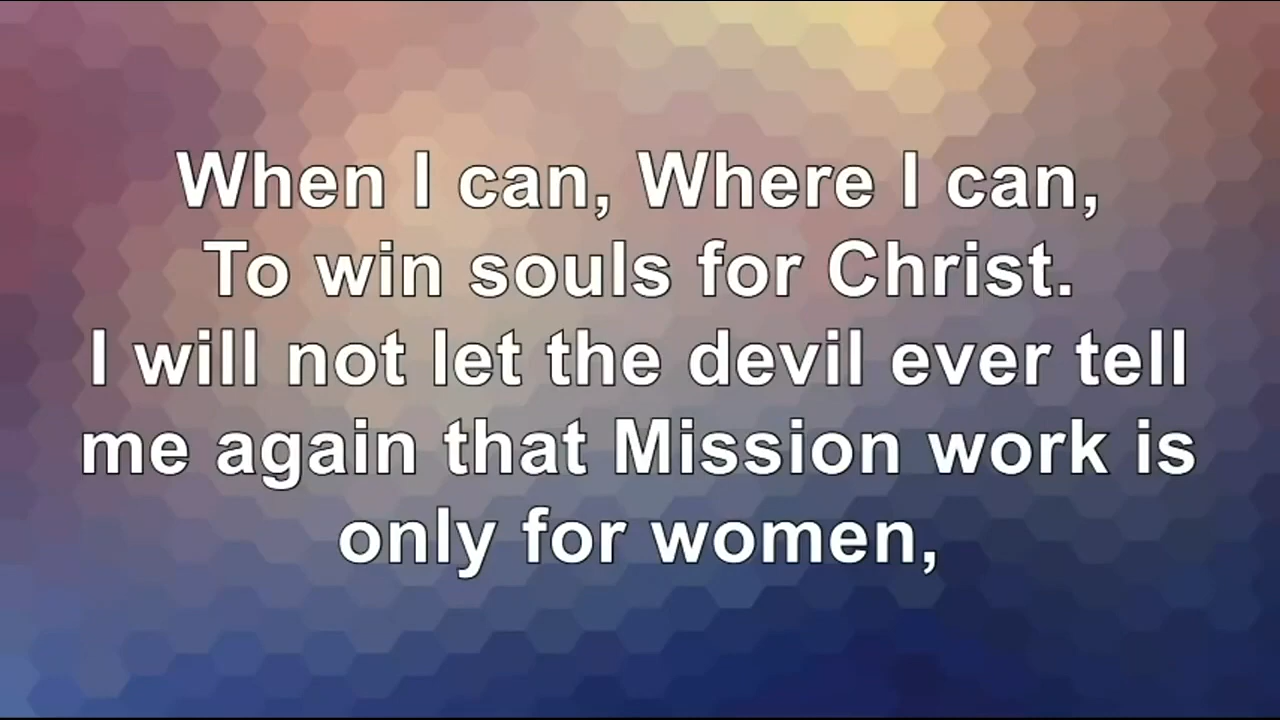 When I can, Where I can,
To win souls for Christ.
I will not let the devil ever tell
me again that Mission work is
only for women,